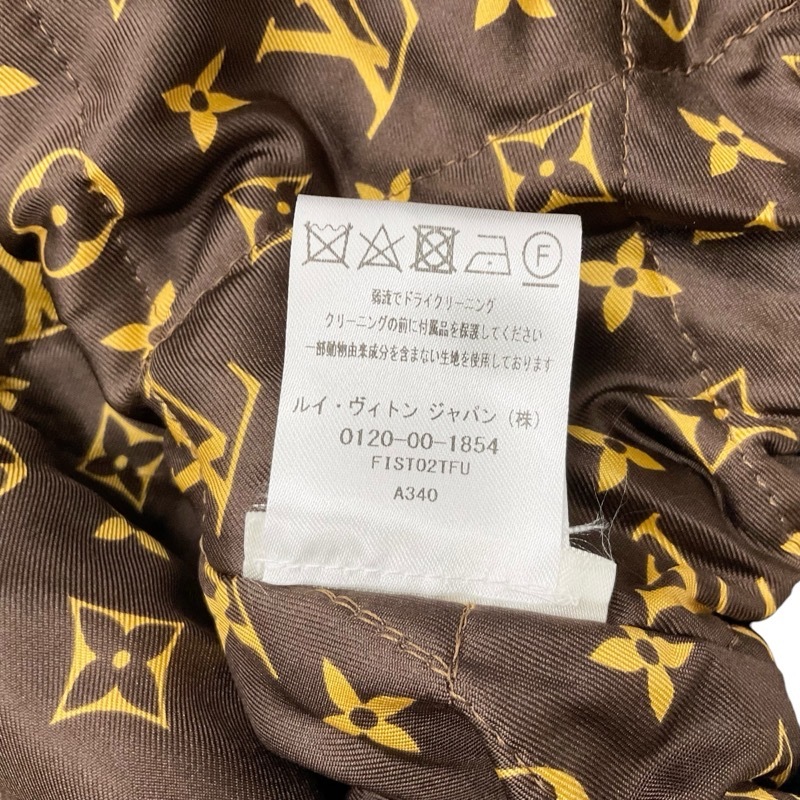 F
弱流でドライクリーニング
クリーニングの前に付属品を保護してください
一部動物由来成分を含まない生地を使用しております
ルイ・ヴィトン ジャパン (株)
0120-00-1854
FIST02TFU
A340